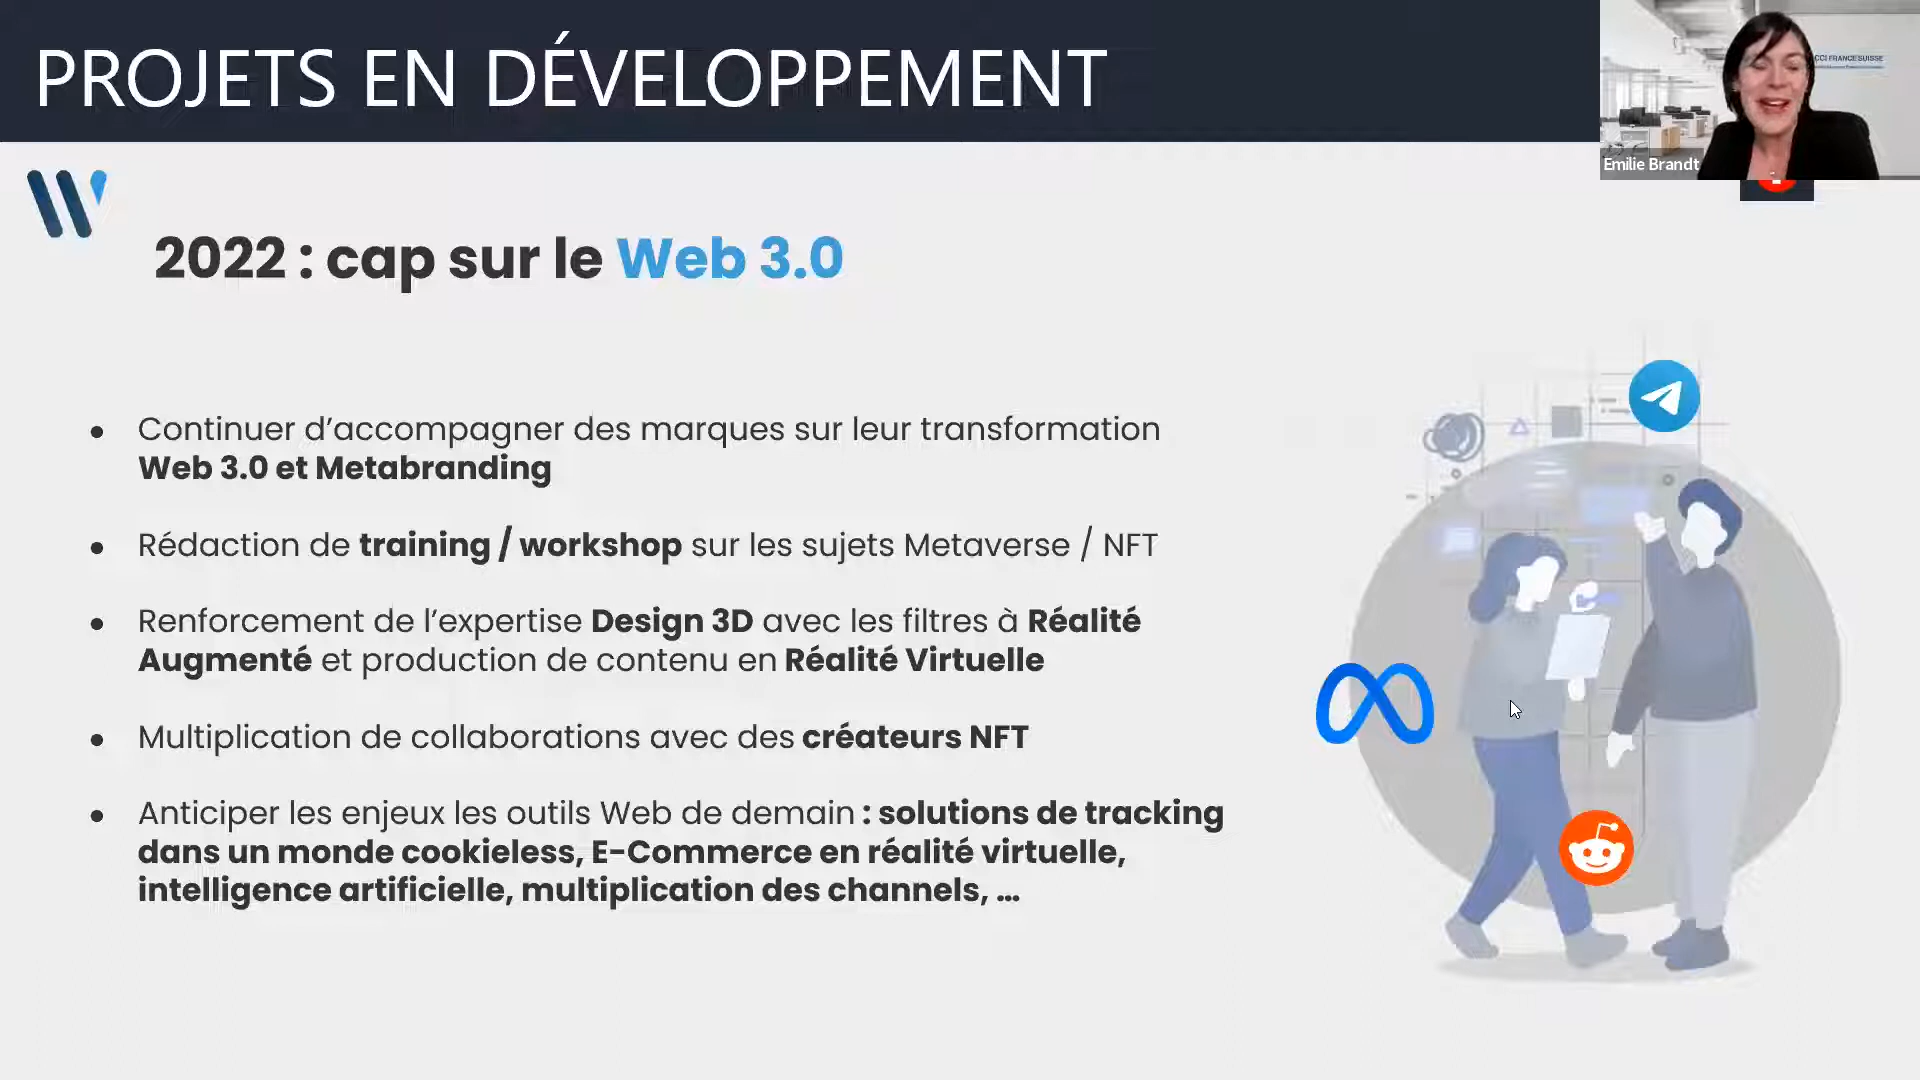 PROJETS EN DÉVELOPPEMENT
CCI FRANCE SUISSE
Emilie Brandt
2022 : cap sur le Web 3.0
● Continuer d’accompagner des marques sur leur transformation
Web 3.0 et Metabranding
● Rédaction de training / workshop sur les sujets Metaverse / NFT
● Renforcement de l’expertise Design 3D avec les filtres à Réalité
Augmenté et production de contenu en Réalité Virtuelle
● Multiplication de collaborations avec des créateurs NFT
● Anticiper les enjeux les outils Web de demain : solutions de tracking
dans un monde cookieless, E-Commerce en réalité virtuelle,
intelligence artificielle, multiplication des channels, ...